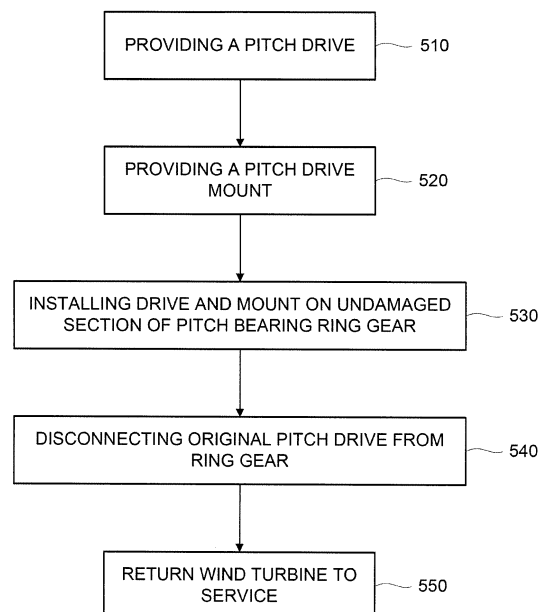 PROVIDING A PITCH DRIVE
510
PROVIDING A PITCH DRIVE
MOUNT
520
INSTALLING DRIVE AND MOUNT ON UNDAMAGED
SECTION OF PITCH BEARING RING GEAR
530
DISCONNECTING ORIGINAL PITCH DRIVE FROM
RING GEAR
540
RETURN WIND TURBINE TO
SERVICE
550